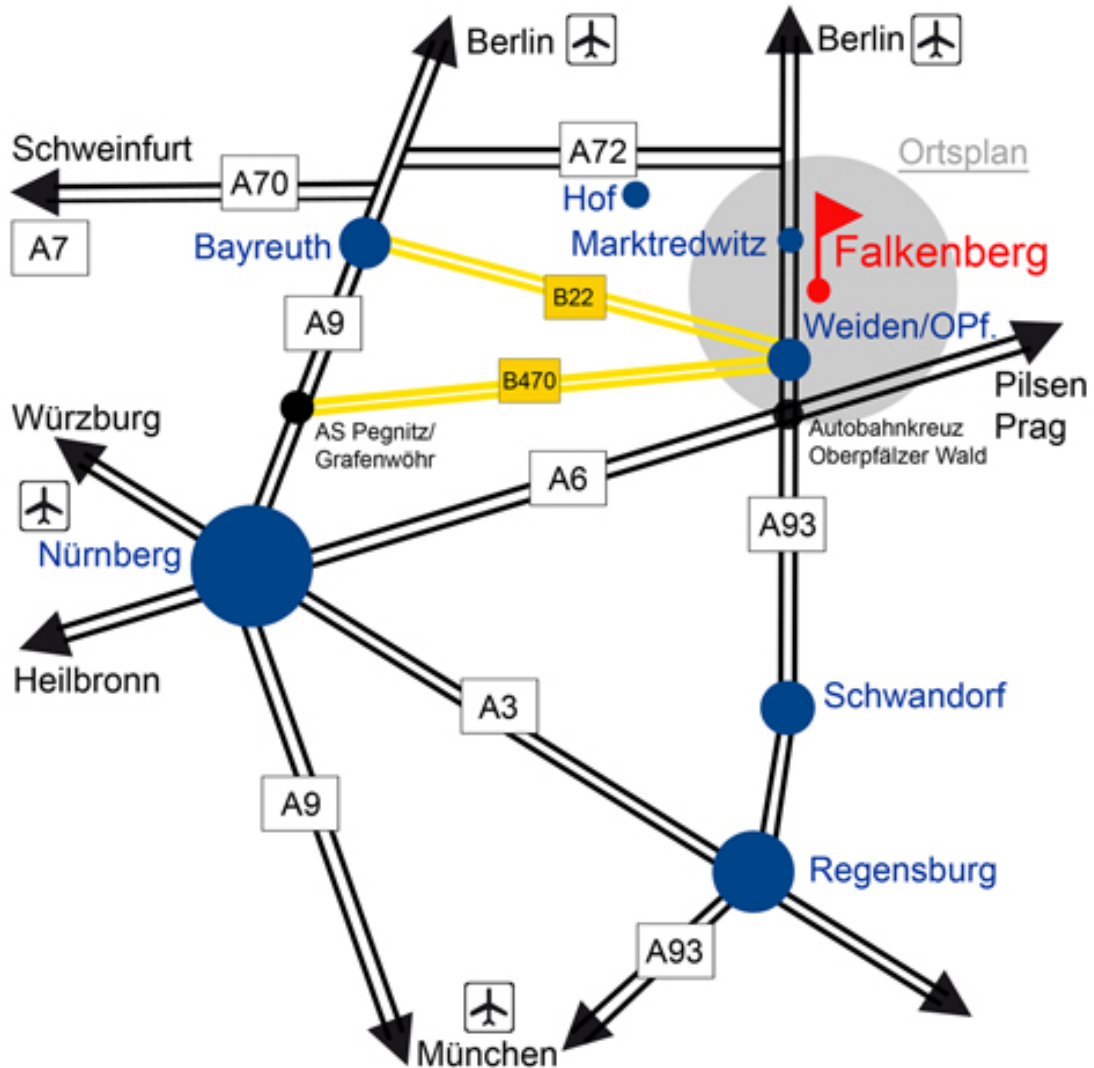 Berlin
Berlin
Schweinfurt
A70
A72
Ortsplan
A7
Hof
Bayreuth
Marktredwitz
Falkenberg
A9
B22
Weiden/OPf.
B470
Pilsen
Prag
Würzburg
AS Pegnitz/
Grafenwöhr
Autobahnkreuz
Oberpfälzer Wald
A6
A93
Nürnberg
Heilbronn
A3
Schwandorf
A9
Regensburg
A93
München